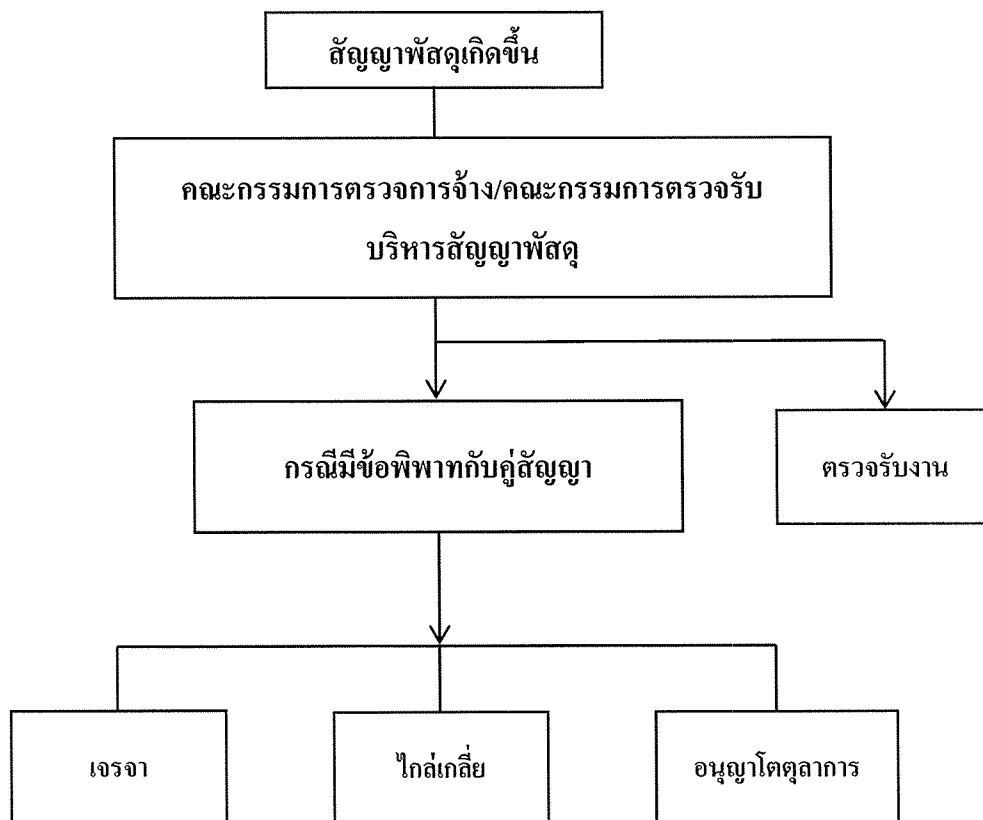 สัญญาพัสดุเกิดขึ้น
คณะกรรมการตรวจการจ้าง/คณะกรรมการตรวจรับ
บริหารสัญญาพัสดุ
กรณีมีข้อพิพาทกับคู่สัญญา
ตรวจรับงาน
เจรจา
ไกล่เกลี่ย
อนุญาโตตุลาการ